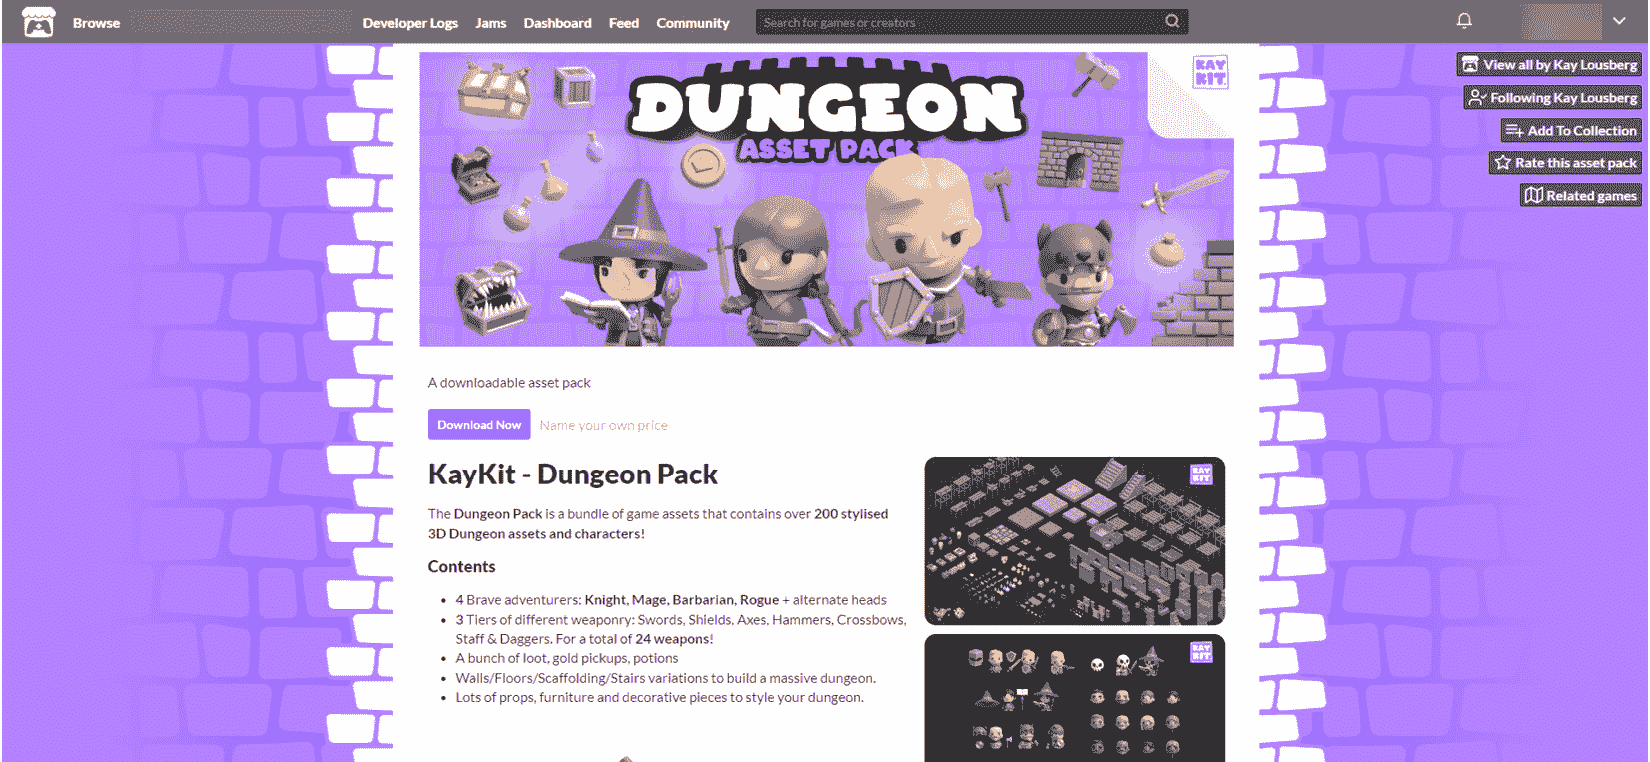 Browse Developer Logs Jams Dashboard Feed Community Search for games or creators
View all by Kay Lousberg
Following Kay Lousberg
Add To Collection
Rate this asset pack
Related games
KAY
KIT.
DUNGEON
ASSET PACK
A downloadable asset pack
Download Now Name your own price
KayKit - Dungeon Pack
The Dungeon Pack is a bundle of game assets that contains over 200 stylised
3D Dungeon assets and characters!
Contents
• 4 Brave adventurers: Knight, Mage, Barbarian, Rogue + alternate heads
• 3 Tiers of different weaponry: Swords, Shields, Axes, Hammers, Crossbows,
Staff & Daggers. For a total of 24 weapons!
• A bunch of loot, gold pickups, potions
• Walls/Floors/Scaffolding/Stairs variations to build a massive dungeon.
• Lots of props, furniture and decorative pieces to style your dungeon.
KAY
KIT.
KAY
KIT.